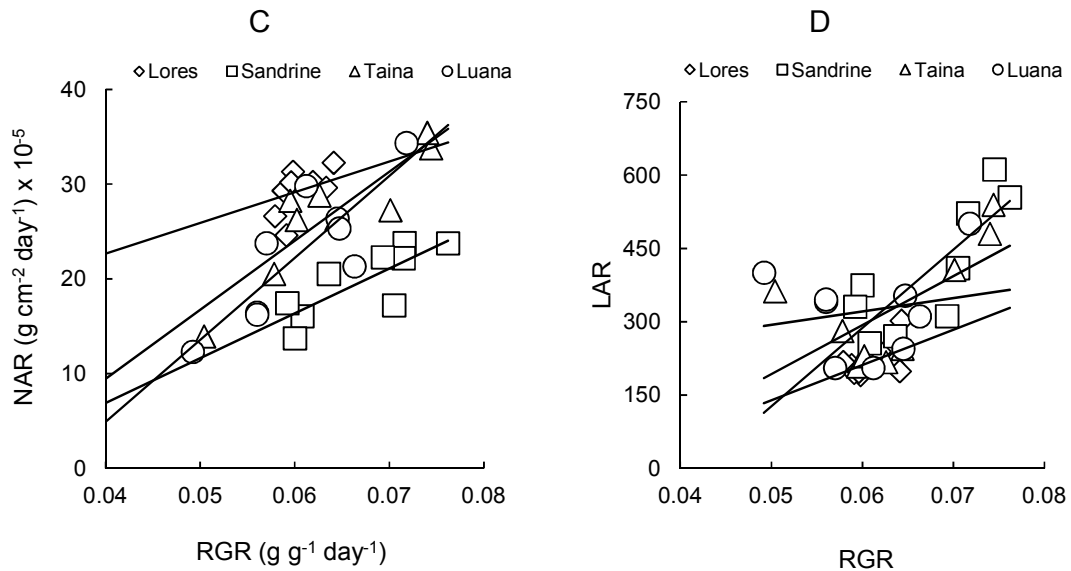 C
◇Lores □Sandrine △Taina ○Luana
NAR (g cm⁻² day⁻¹) x 10⁻⁵
40
30
20
10
0
0.04 0.05 0.06 0.07 0.08
RGR (g g⁻¹ day⁻¹)
D
◇Lores □Sandrine △Taina ○Luana
LAR
750
600
450
300
150
0
0.04 0.05 0.06 0.07 0.08
RGR